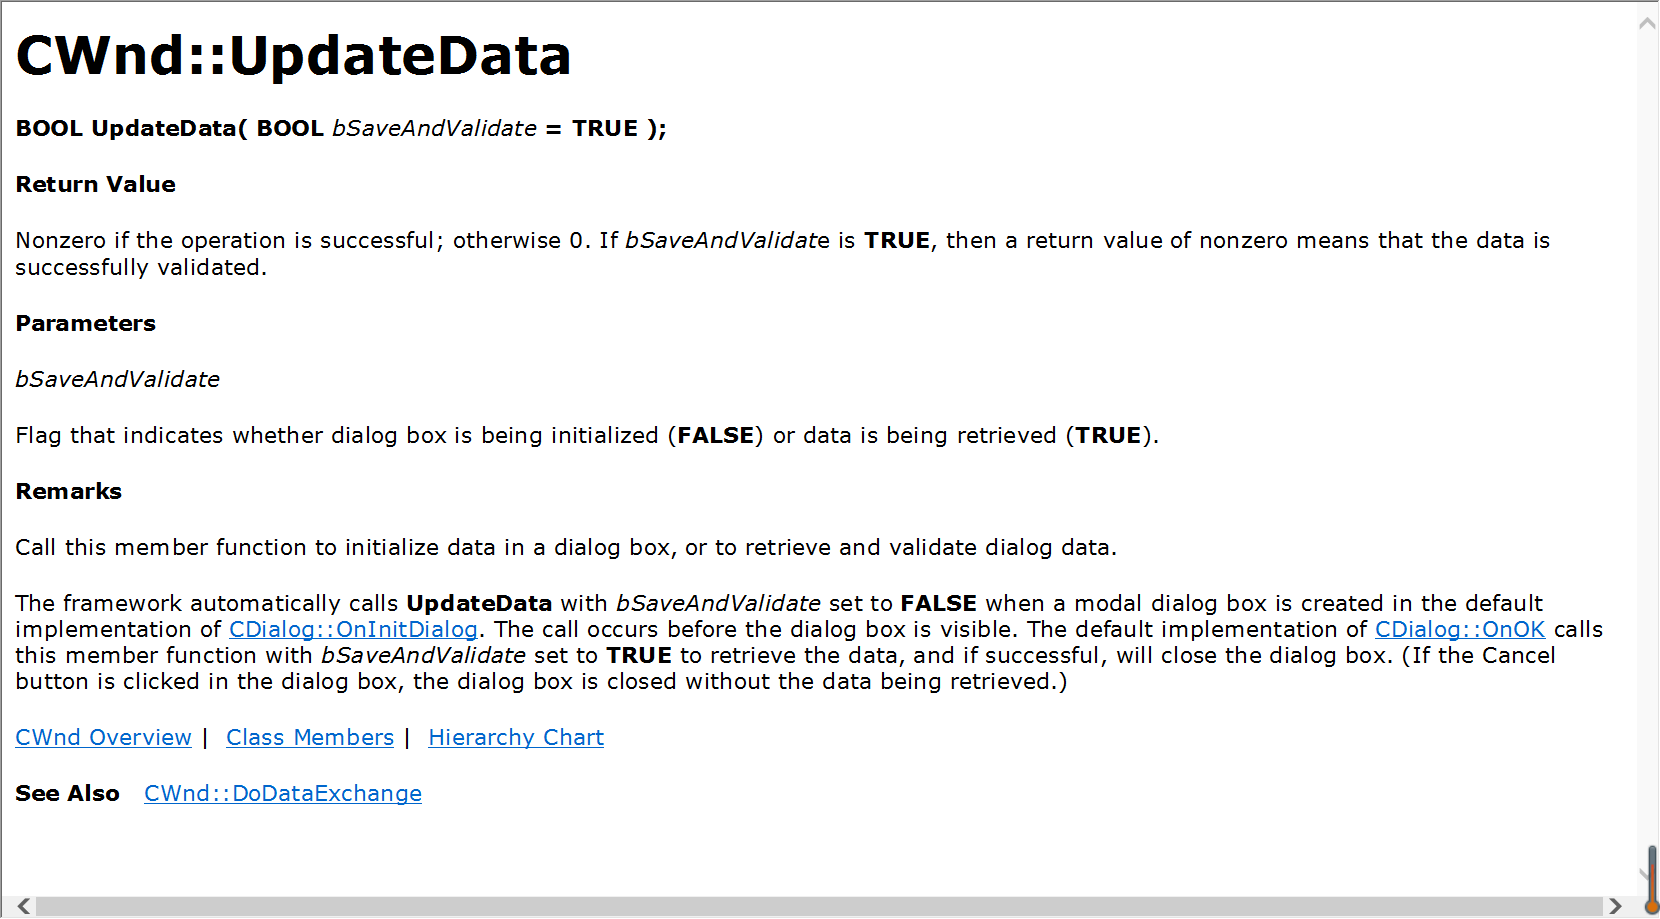 CWnd::UpdateData
BOOL UpdateData( BOOL bSaveAndValidate = TRUE );
Return Value
Nonzero if the operation is successful; otherwise 0. If bSaveAndValidate is TRUE, then a return value of nonzero means that the data is
successfully validated.
Parameters
bSaveAndValidate
Flag that indicates whether dialog box is being initialized (FALSE) or data is being retrieved (TRUE).
Remarks
Call this member function to initialize data in a dialog box, or to retrieve and validate dialog data.
The framework automatically calls UpdateData with bSaveAndValidate set to FALSE when a modal dialog box is created in the default
implementation of CDialog::OnInitDialog. The call occurs before the dialog box is visible. The default implementation of CDialog::OnOK calls
this member function with bSaveAndValidate set to TRUE to retrieve the data, and if successful, will close the dialog box. (If the Cancel
button is clicked in the dialog box, the dialog box is closed without the data being retrieved.)
CWnd Overview | Class Members | Hierarchy Chart
See Also CWnd::DoDataExchange